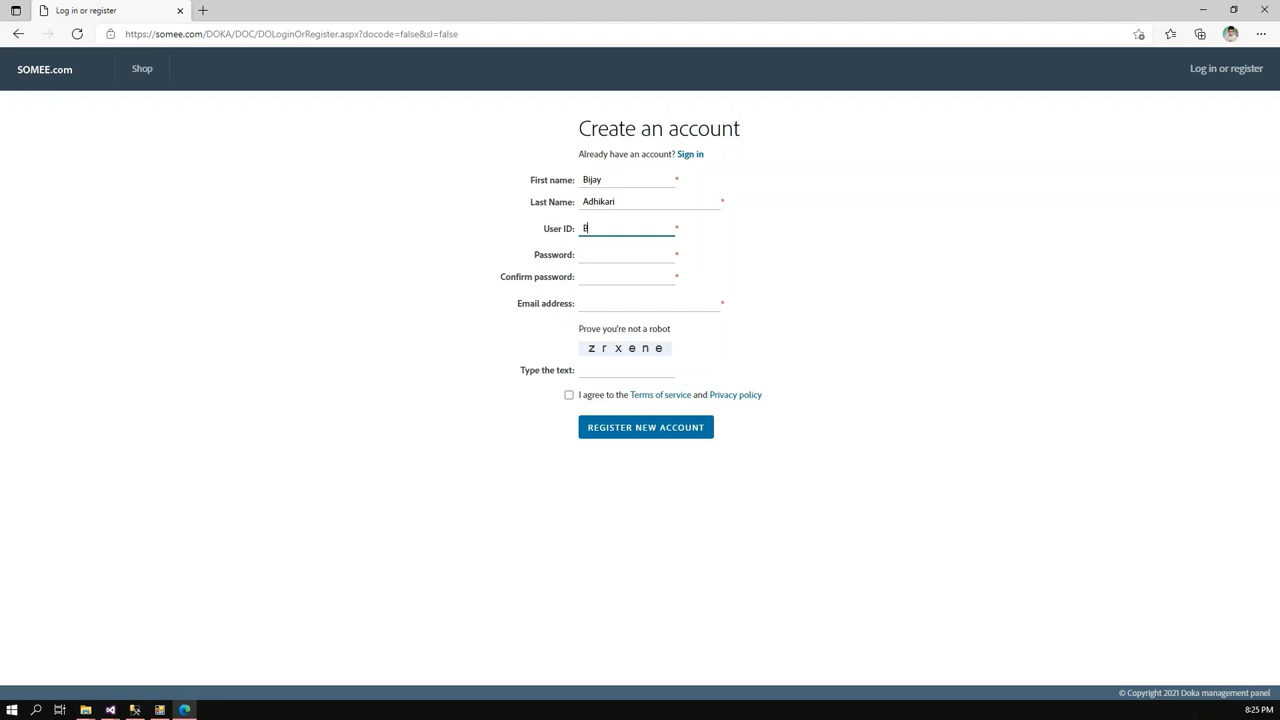 Log in or register
https://somee.com/DOKA/DOC/DOLoginOrRegister.aspx?docode=false&sl=false
SOMEE.com
Shop
Log in or register
Create an account
Already have an account? Sign in
First name: Bijay *
Last Name: Adhikari *
User ID: B *
Password: *
Confirm password: *
Email address: *
Prove you're not a robot
z r x e n e
Type the text:
I agree to the Terms of service and Privacy policy
REGISTER NEW ACCOUNT
© Copyright 2021 Doka management panel
8:25 PM